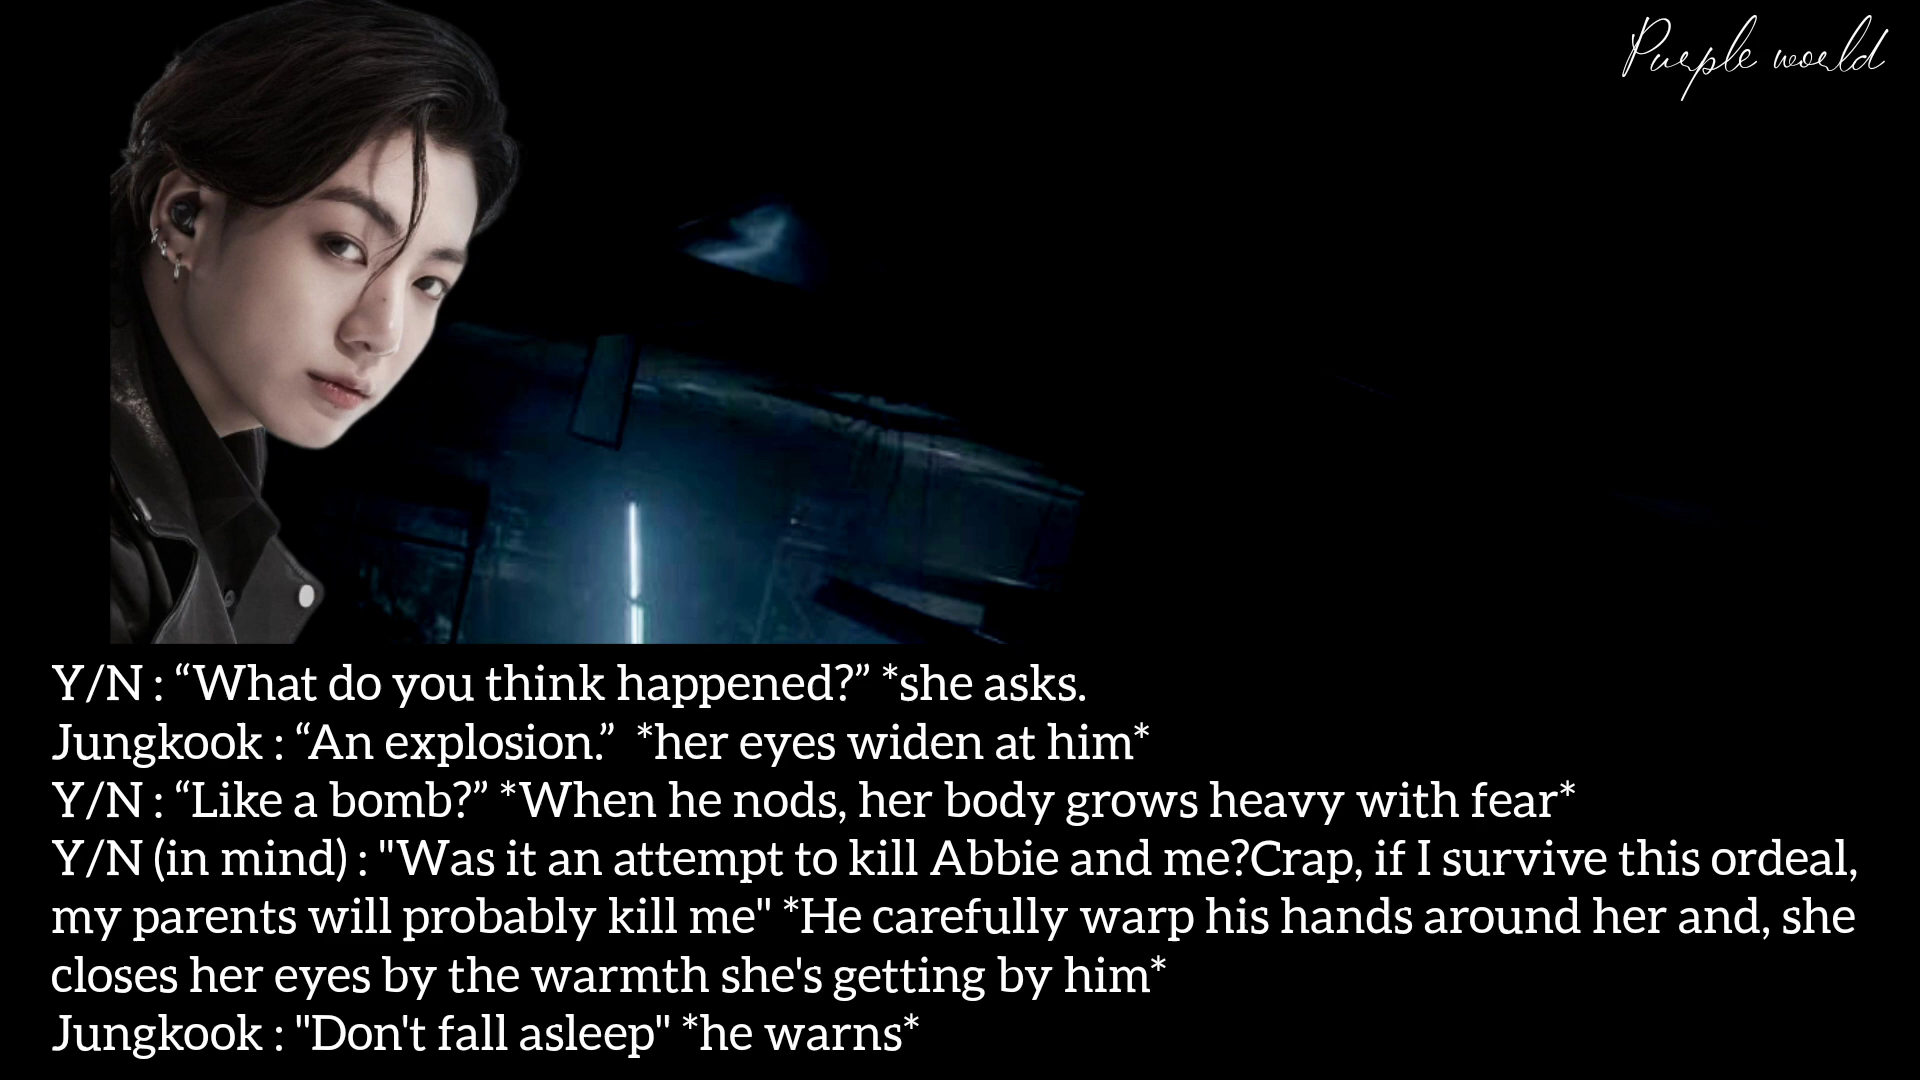 Purple world
Y/N : “What do you think happened?” *she asks.
Jungkook : “An explosion.”  *her eyes widen at him*
Y/N : “Like a bomb?” *When he nods, her body grows heavy with fear*
Y/N (in mind) : "Was it an attempt to kill Abbie and me?Crap, if I survive this ordeal,
my parents will probably kill me" *He carefully warp his hands around her and, she
closes her eyes by the warmth she's getting by him*
Jungkook : "Don't fall asleep" *he warns*